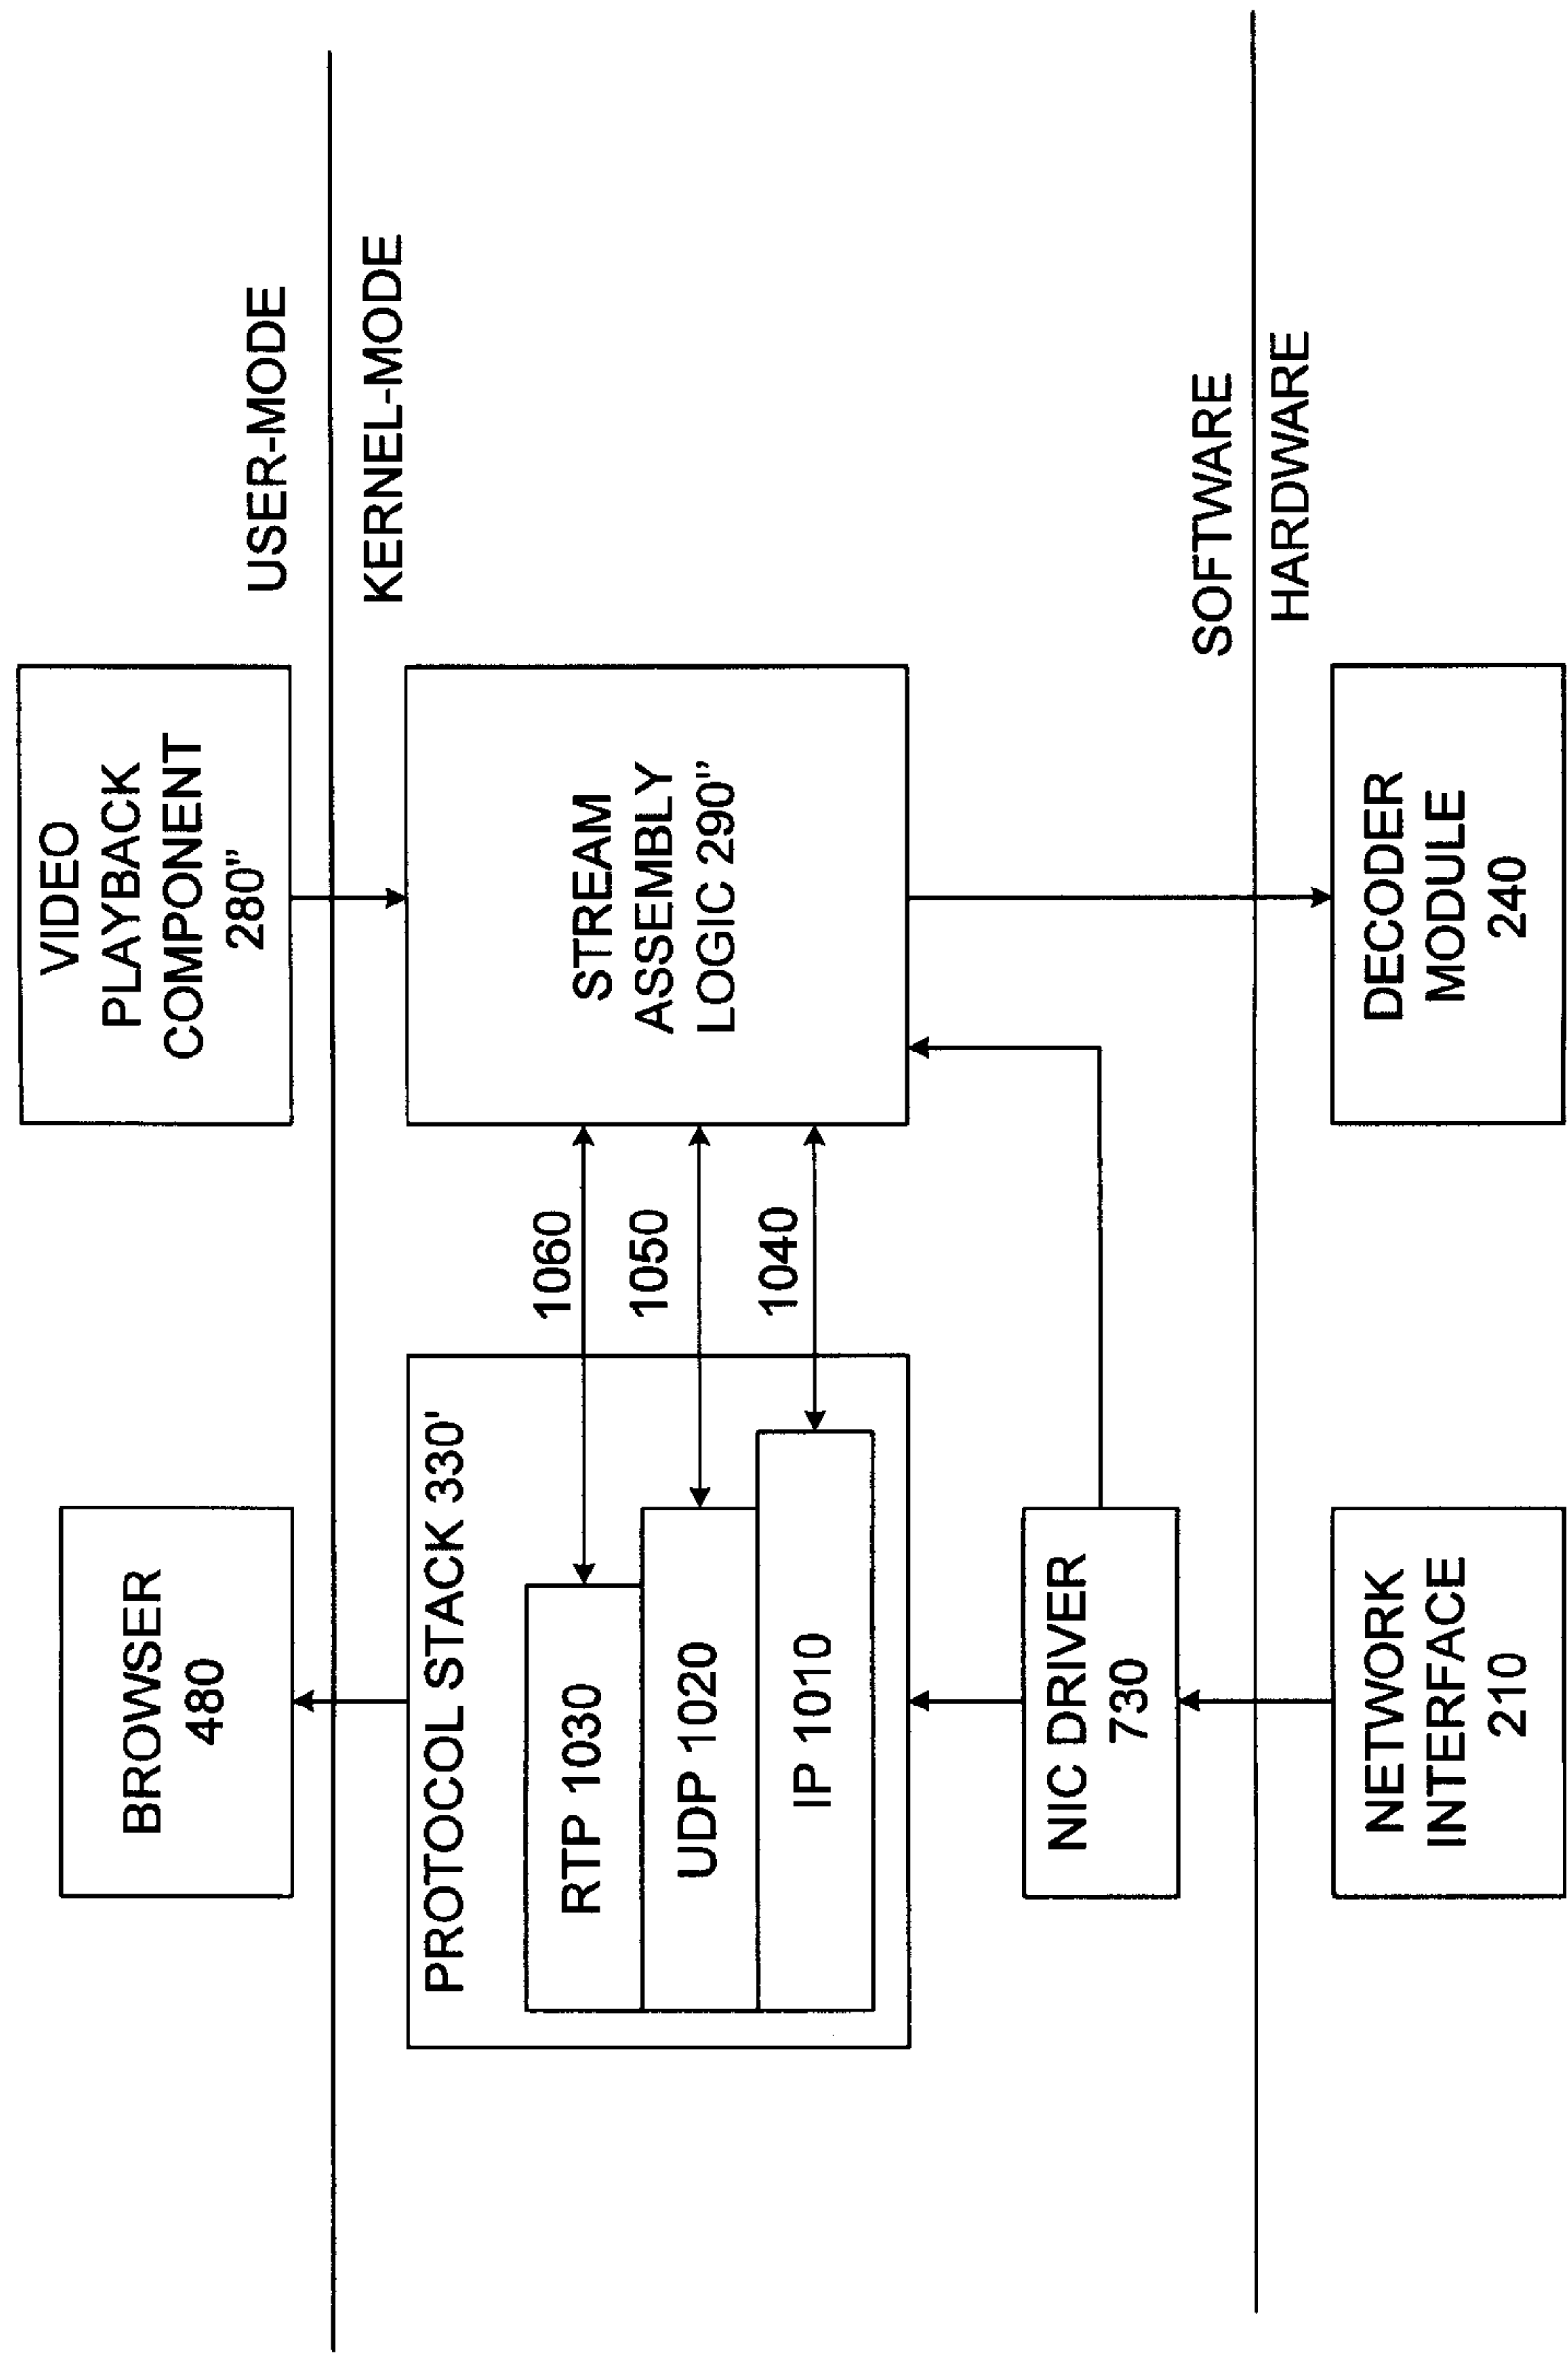 BROWSER
480
VIDEO
PLAYBACK
COMPONENT
280”
USER-MODE
KERNEL-MODE
PROTOCOL STACK 330'
RTP 1030
UDP 1020
IP 1010
1060
1050
1040
STREAM
ASSEMBLY
LOGIC 290”
NIC DRIVER
730
SOFTWARE
HARDWARE
NETWORK
INTERFACE
210
DECODER
MODULE
240